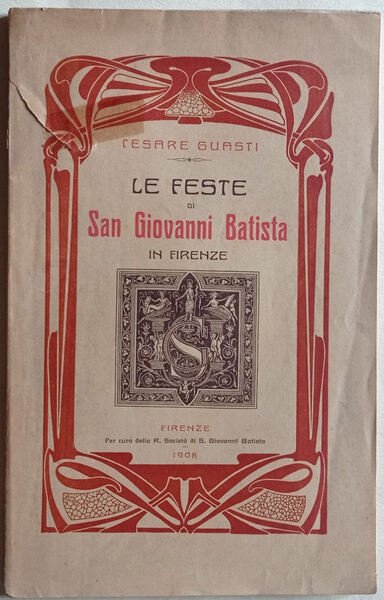 CESARE GUASTI
LE FESTE
DI
San Giovanni Batista
IN FIRENZE
FIRENZE
Per cura della R. Società di S. Giovanni Batista
1908